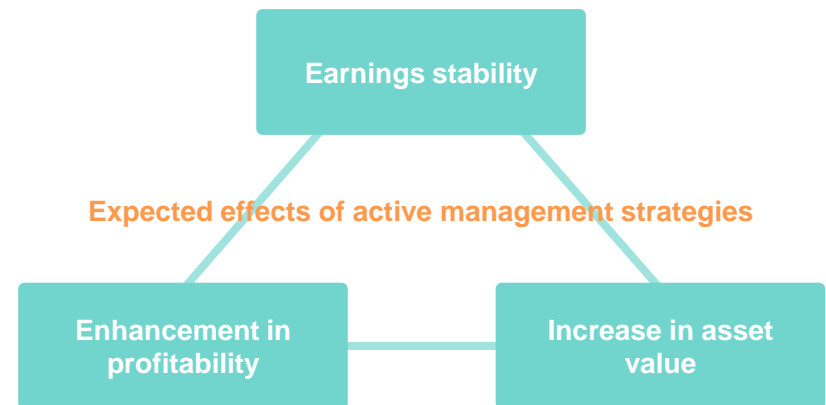 Earnings stability
Expected effects of active management strategies
Enhancement in
profitability
Increase in asset
value